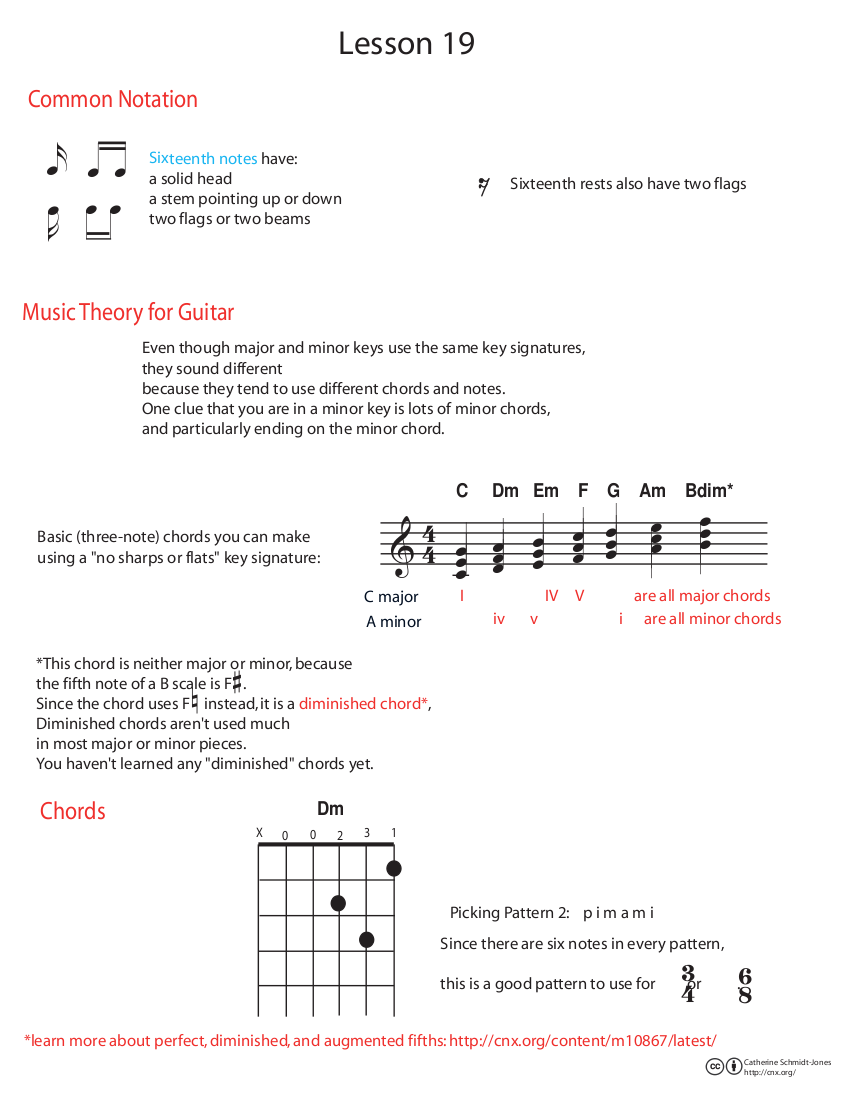 Lesson 19
Common Notation
Sixteenth notes have:
a solid head
a stem pointing up or down
two flags or two beams
Sixteenth rests also have two flags
Music Theory for Guitar
Even though major and minor keys use the same key signatures,
they sound different
because they tend to use different chords and notes.
One clue that you are in a minor key is lots of minor chords,
and particularly ending on the minor chord.
C Dm Em F G Am Bdim*
Basic (three-note) chords you can make
using a "no sharps or flats" key signature:
4
4
C major I IV V are all major chords
A minor iv v i are all minor chords
*This chord is neither major or minor, because
the fifth note of a B scale is F♯.
Since the chord uses F♮ instead, it is a diminished chord*,
Diminished chords aren't used much
in most major or minor pieces.
You haven't learned any "diminished" chords yet.
Chords
Dm
X 0 0 2 3 1
Picking Pattern 2: p i m a m i
Since there are six notes in every pattern,
this is a good pattern to use for 3/4 or 6/8
*learn more about perfect, diminished, and augmented fifths: http://cnx.org/content/m10867/latest/
cc Catherine Schmidt-Jones
http://cnx.org/